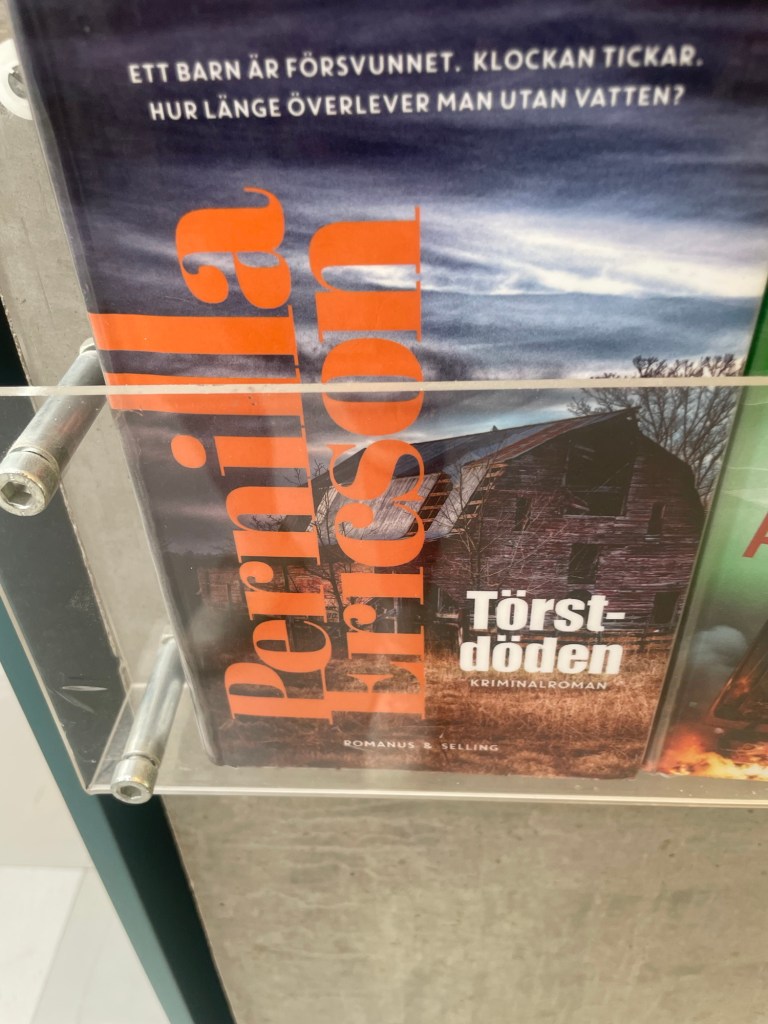 ETT BARN ÄR FÖRSVUNNET. KLOCKAN TICKAR.
HUR LÄNGE ÖVERLEVER MAN UTAN VATTEN?
Pernilla
Ericson
Törst-
döden
KRIMINALROMAN
ROMANUS & SELLING